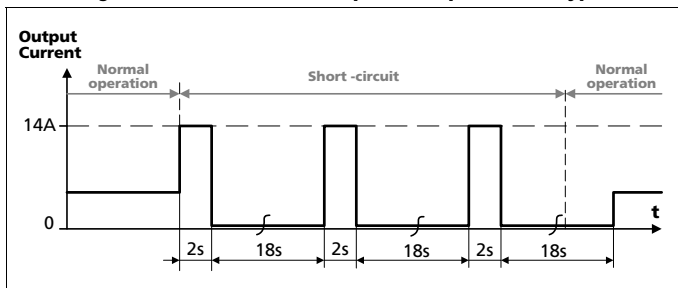 Output
Current
Normal
operation
Short -circuit
Normal
operation
14A
0
t
2s
18s
2s
18s
2s
18s